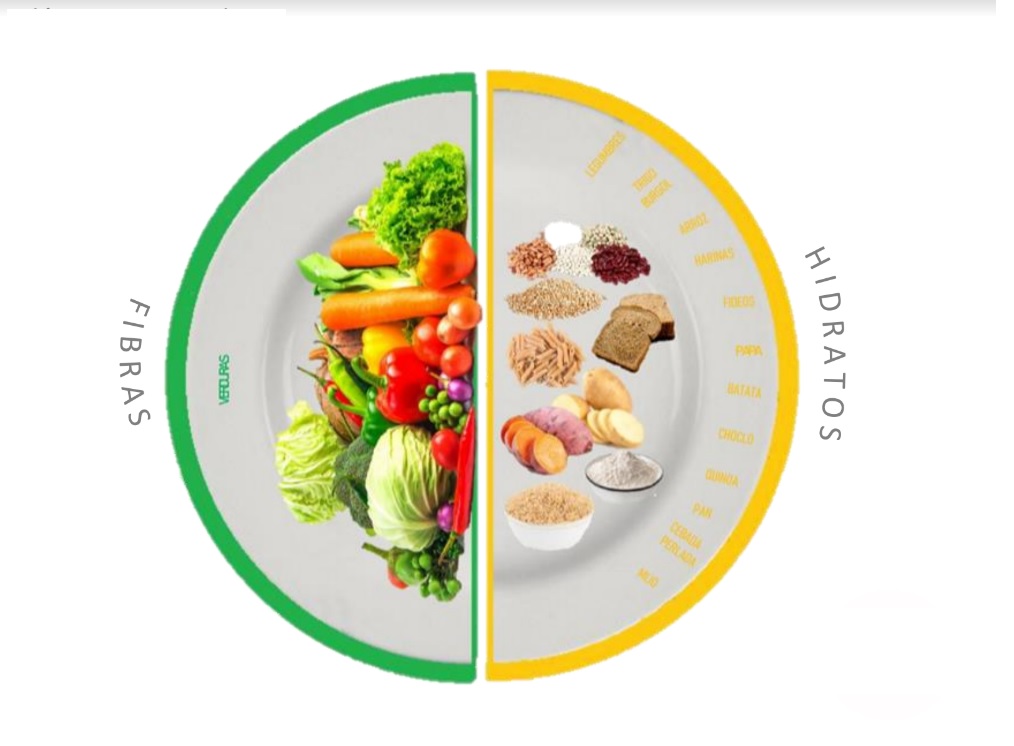 FIBRAS
VERDURAS
LEGUMBRES
TRIGO
BURGOL
ARROZ
HARINAS
FIDEOS
PAPA
BATATA
CHOCLO
QUINOA
PAN
CEBADA
PERLADA
MIJO
HIDRATOS